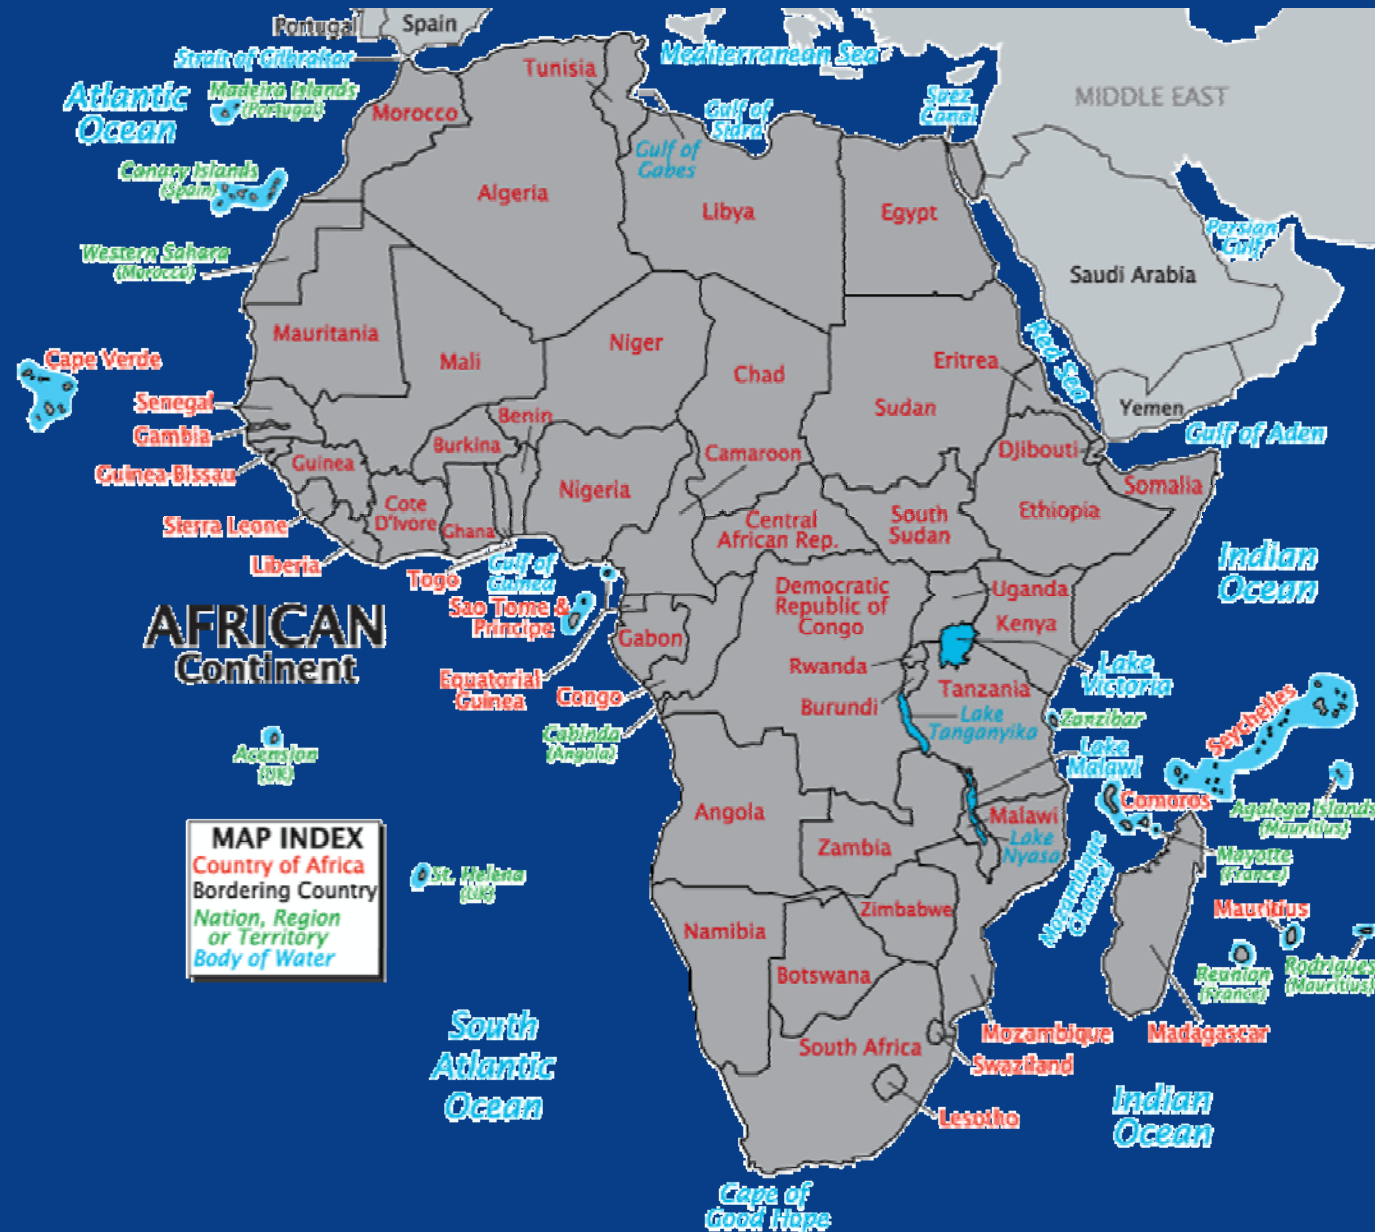 Portugal
Spain
Strait of Gibraltar
Mediterranean Sea
MIDDLE EAST
Atlantic
Ocean
Madeira Islands
(Portugal)
Tunisia
Morocco
Gulf of
Sidra
Suez
Canal
Gulf of
Gabes
Canary Islands
(Spain)
Algeria
Libya
Egypt
Persian
Gulf
Western Sahara
(Morocco)
Saudi Arabia
Mauritania
Mali
Niger
Chad
Eritrea
Red Sea
Cape Verde
Senegal
Gambia
Guinea-Bissau
Guinea
Benin
Burkina
Sudan
Yemen
Gulf of Aden
Camaroon
Djibouti
Somalia
Nigeria
Cote
D'Ivore
Ghana
Central
African Rep.
South
Sudan
Ethiopia
Sierra Leone
Liberia
Togo
Gulf of
Guinea
Indian
Ocean
AFRICAN
Continent
Sao Tome &
Principe
Democratic
Republic of
Congo
Uganda
Kenya
Gabon
Rwanda
Lake
Victoria
Equatorial
Guinea
Congo
Burundi
Tanzania
Lake
Tanganyika
Zanzibar
Seychelles
Cabinda
(Angola)
Acension
(UK)
Lake
Malawi
Comoros
Agalega Islands
(Mauritius)
Angola
Malawi
Lake
Nyasa
Zambia
Mayotte
(France)
Mozambique
Channel
MAP INDEX
Country of Africa
Bordering Country
Nation, Region
or Territory
Body of Water
St. Helena
(UK)
Namibia
Zimbabwe
Mauritius
Botswana
Reunion
(France)
Rodrigues
(Mauritius)
South
Atlantic
Ocean
South Africa
Mozambique
Swaziland
Madagascar
Lesotho
Indian
Ocean
Cape of
Good Hope